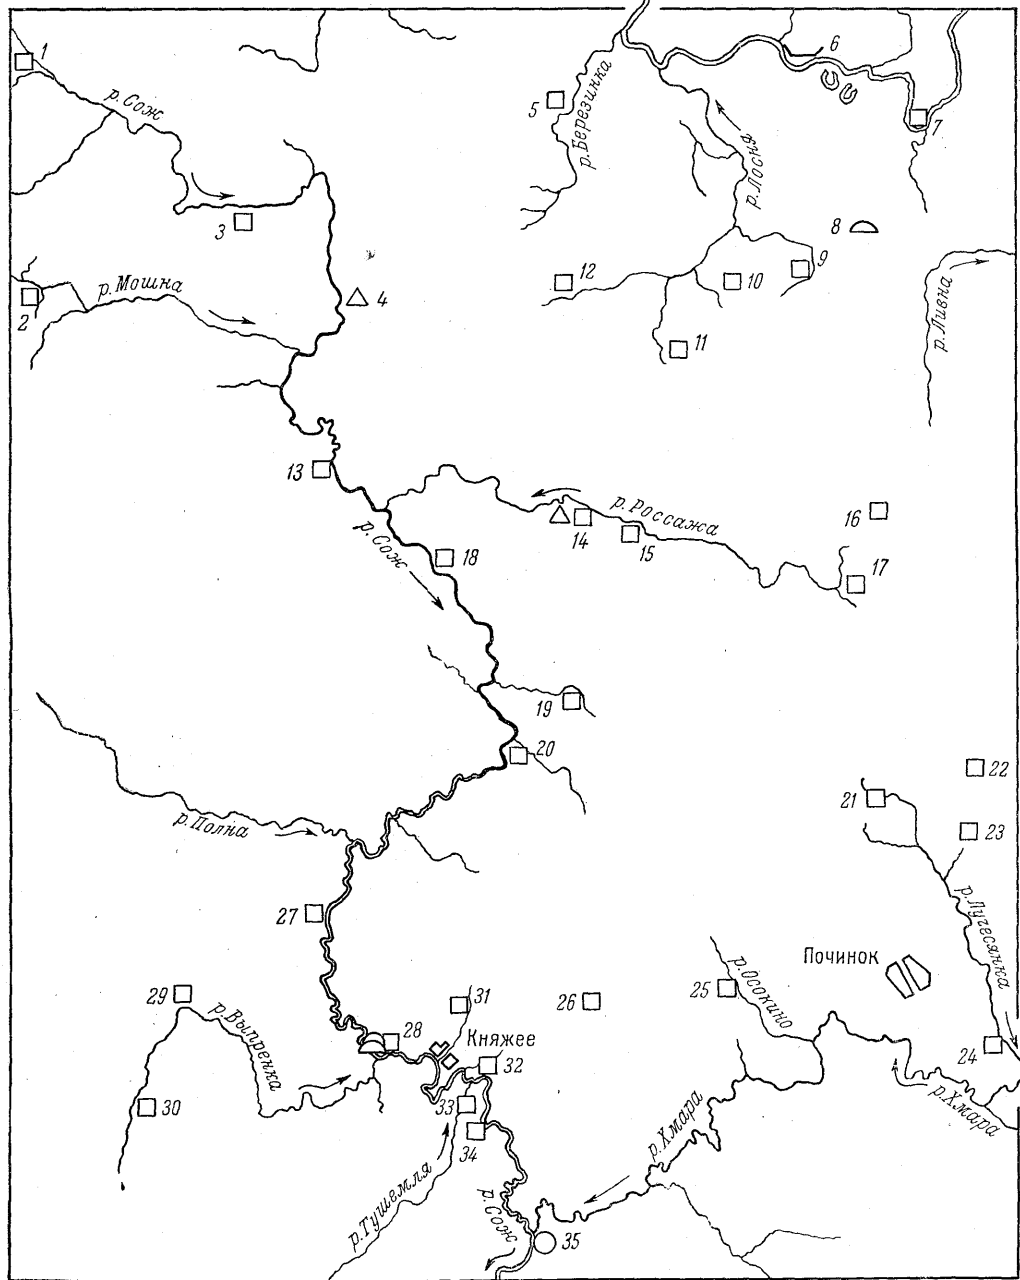 1
р. Сож
3
р. Мошна
2
4
5
р. Березинка
6
7
р. Лосня
8
9
10
11
12
р. Ливна
13
р. Сож
18
14
р. Россажа
15
16
17
19
20
р. Полна
21
22
23
р. Лучесянка
27
Починок
29
р. Выпренка
28
31
Княжее
26
25
р. Осокино
24
30
32
33
34
р. Хмара
р. Хмара
р. Тушемля
р. Сож
35